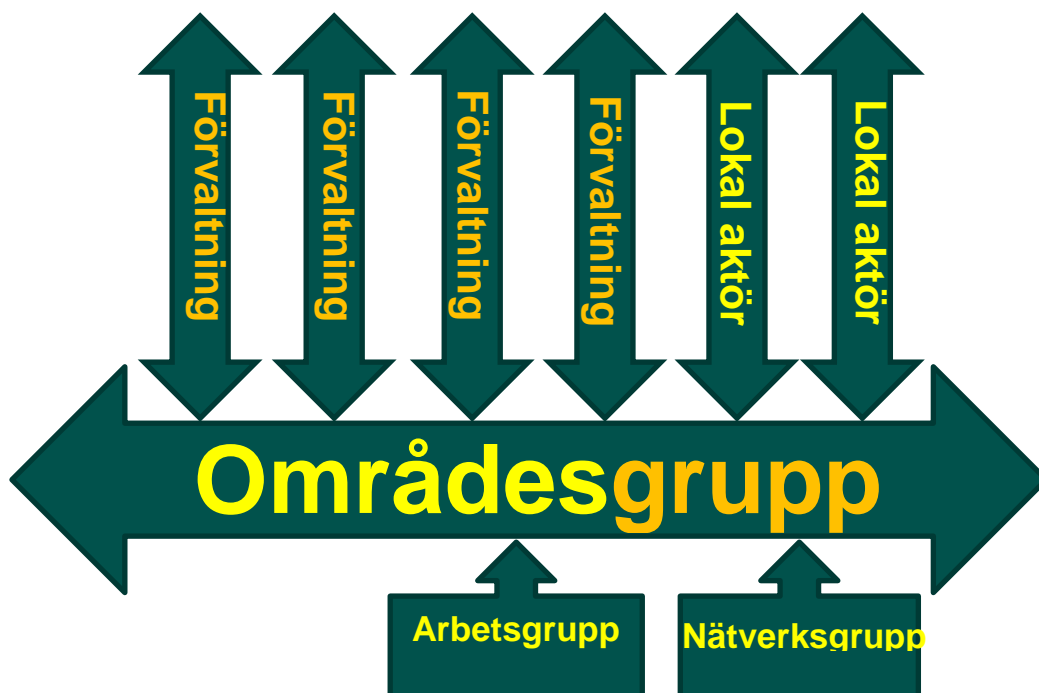 Förvaltning
Förvaltning
Förvaltning
Förvaltning
Lokal aktör
Lokal aktör
Områdesgrupp
Arbetsgrupp
Nätverksgrupp